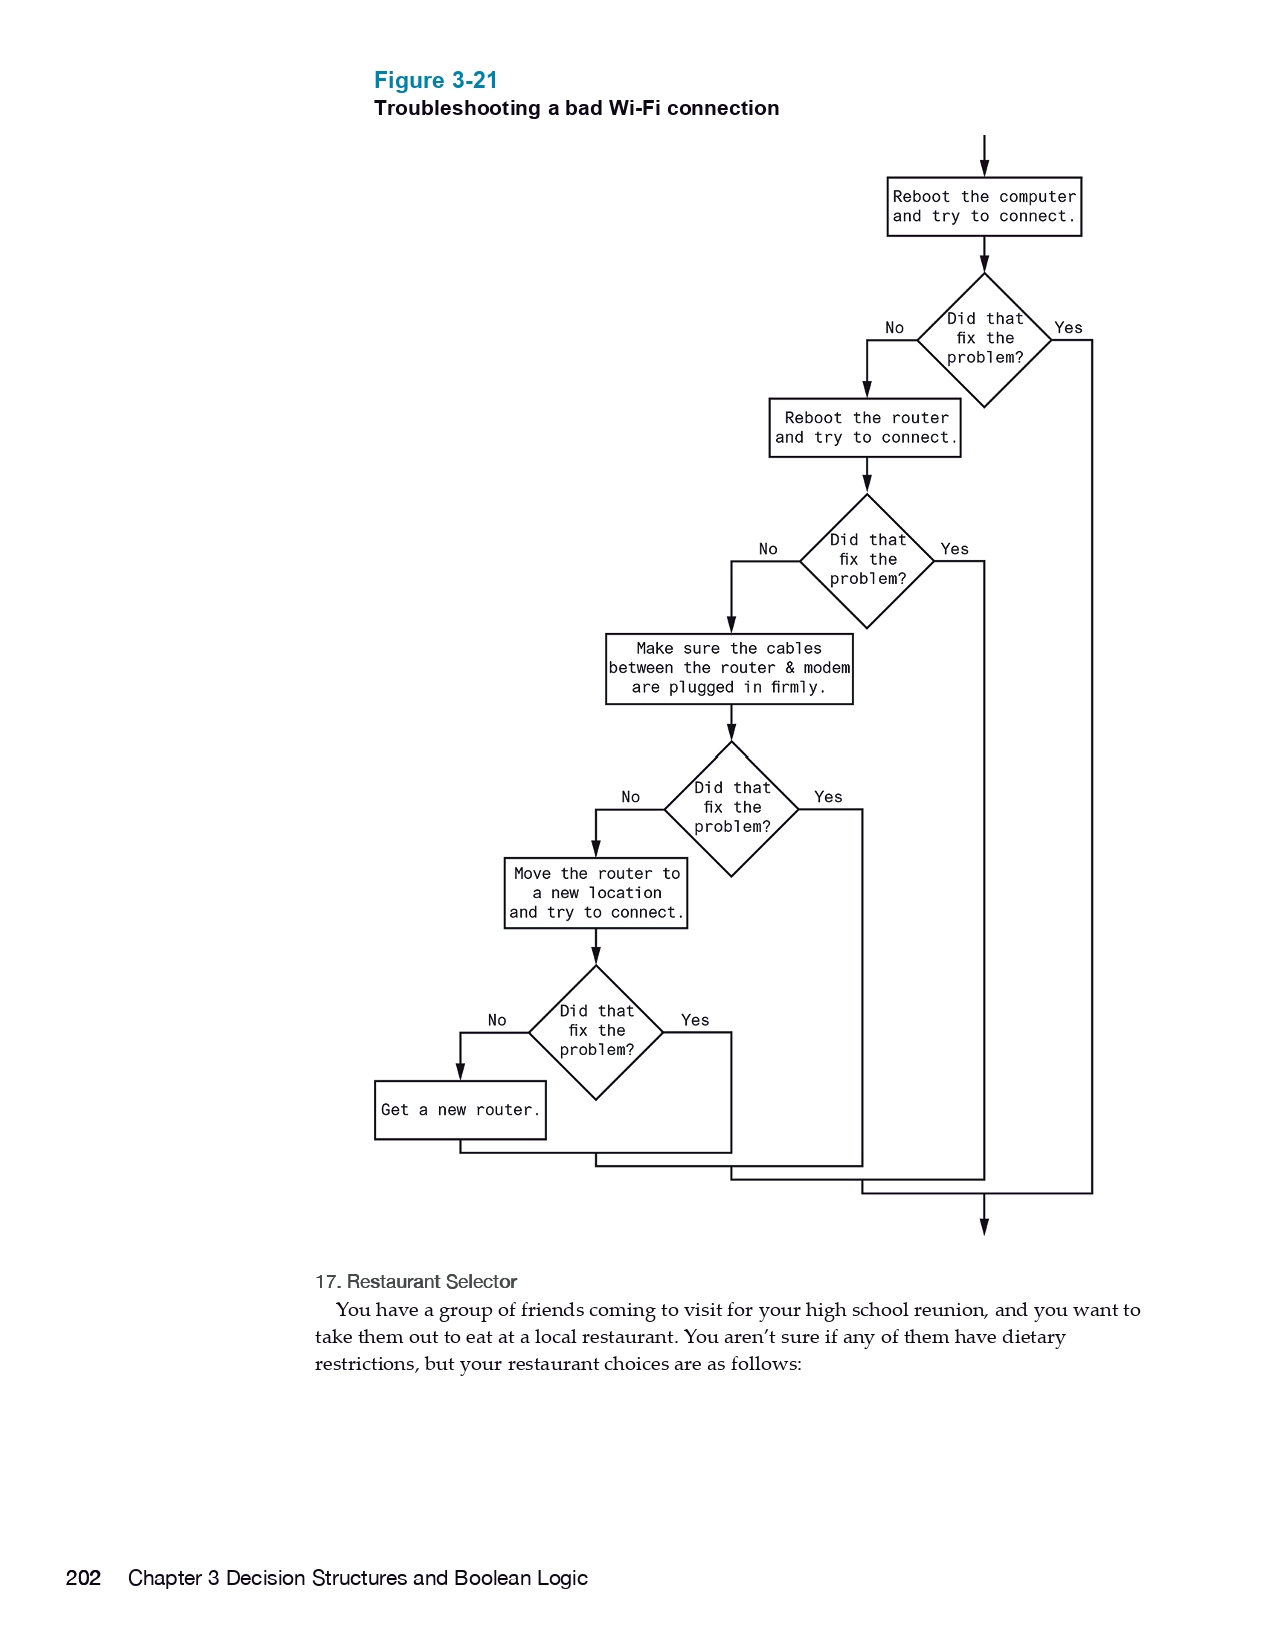 Figure 3-21
Troubleshooting a bad Wi-Fi connection
Reboot the computer
and try to connect.
Did that
fix the
problem?
No
Yes
Reboot the router
and try to connect.
Did that
fix the
problem?
No
Yes
Make sure the cables
between the router & modem
are plugged in firmly.
Did that
fix the
problem?
No
Yes
Move the router to
a new location
and try to connect.
Did that
fix the
problem?
No
Yes
Get a new router.
17. Restaurant Selector
You have a group of friends coming to visit for your high school reunion, and you want to
take them out to eat at a local restaurant. You aren’t sure if any of them have dietary
restrictions, but your restaurant choices are as follows:
202 Chapter 3 Decision Structures and Boolean Logic